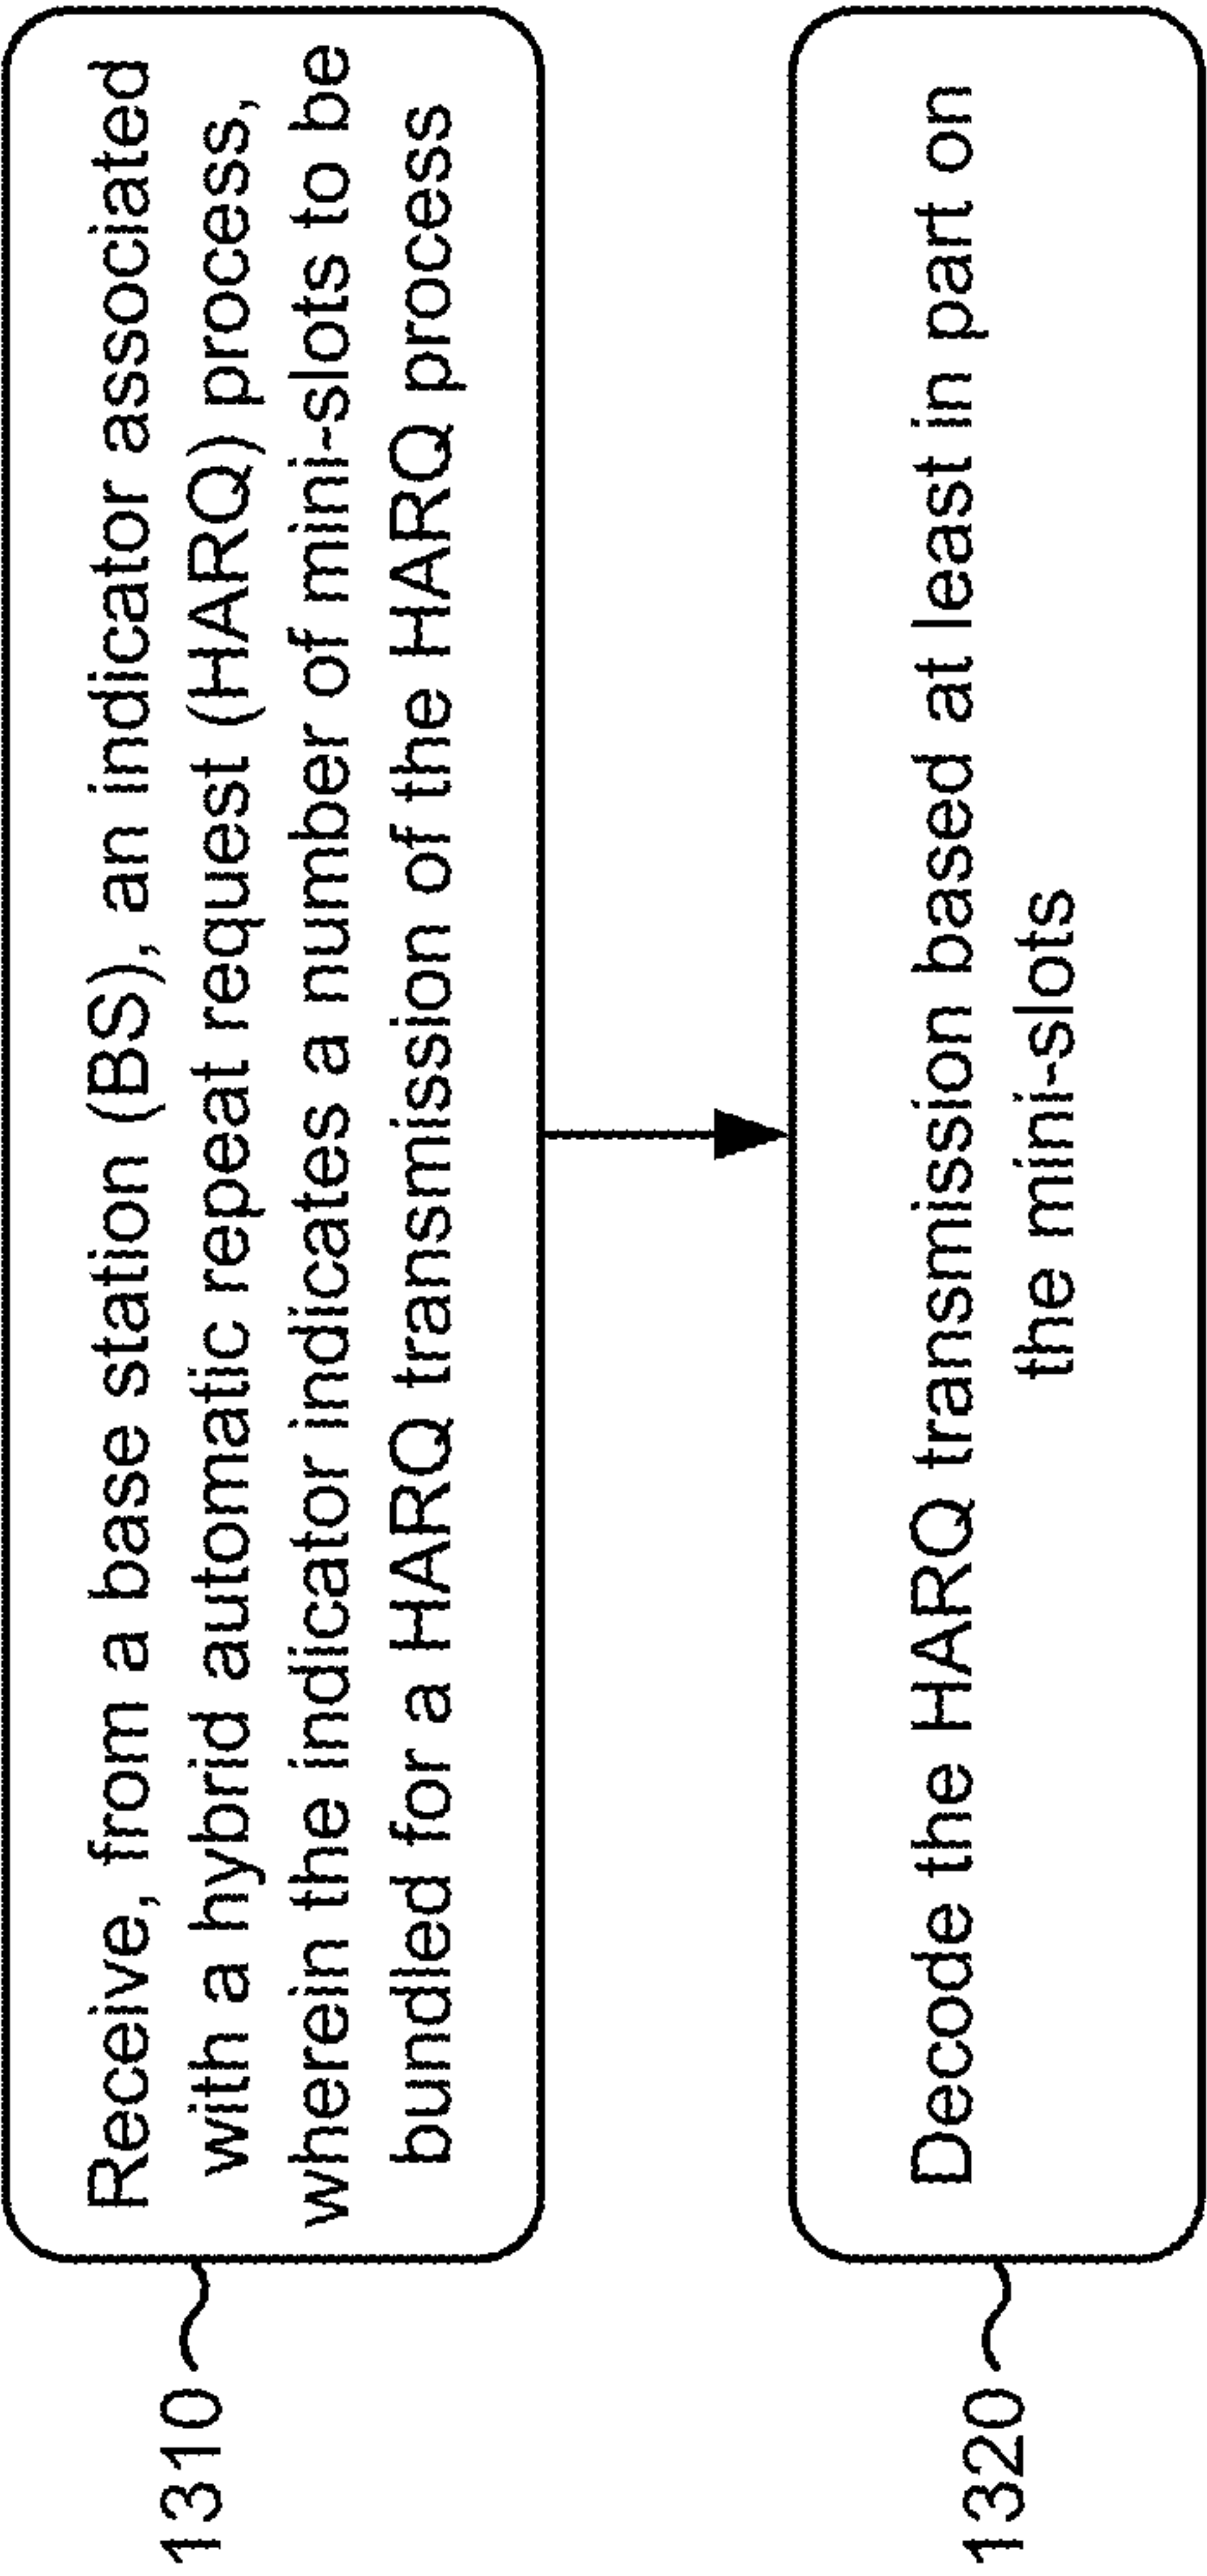 1310
Receive, from a base station (BS), an indicator associated
with a hybrid automatic repeat request (HARQ) process,
wherein the indicator indicates a number of mini-slots to be
bundled for a HARQ transmission of the HARQ process
1320
Decode the HARQ transmission based at least in part on
the mini-slots